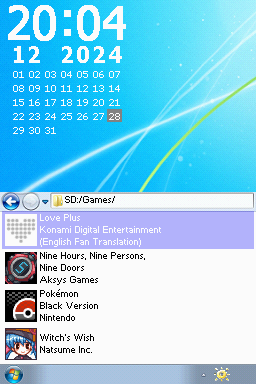 20:04
12 2024
01 02 03 04 05 06 07
08 09 10 11 12 13 14
15 16 17 18 19 20 21
22 23 24 25 26 27 28
29 30 31
SD:/Games/
Love Plus
Konami Digital Entertainment
(English Fan Translation)
Nine Hours, Nine Persons,
Nine Doors
Aksys Games
Pokémon
Black Version
Nintendo
Witch's Wish
Natsume Inc.